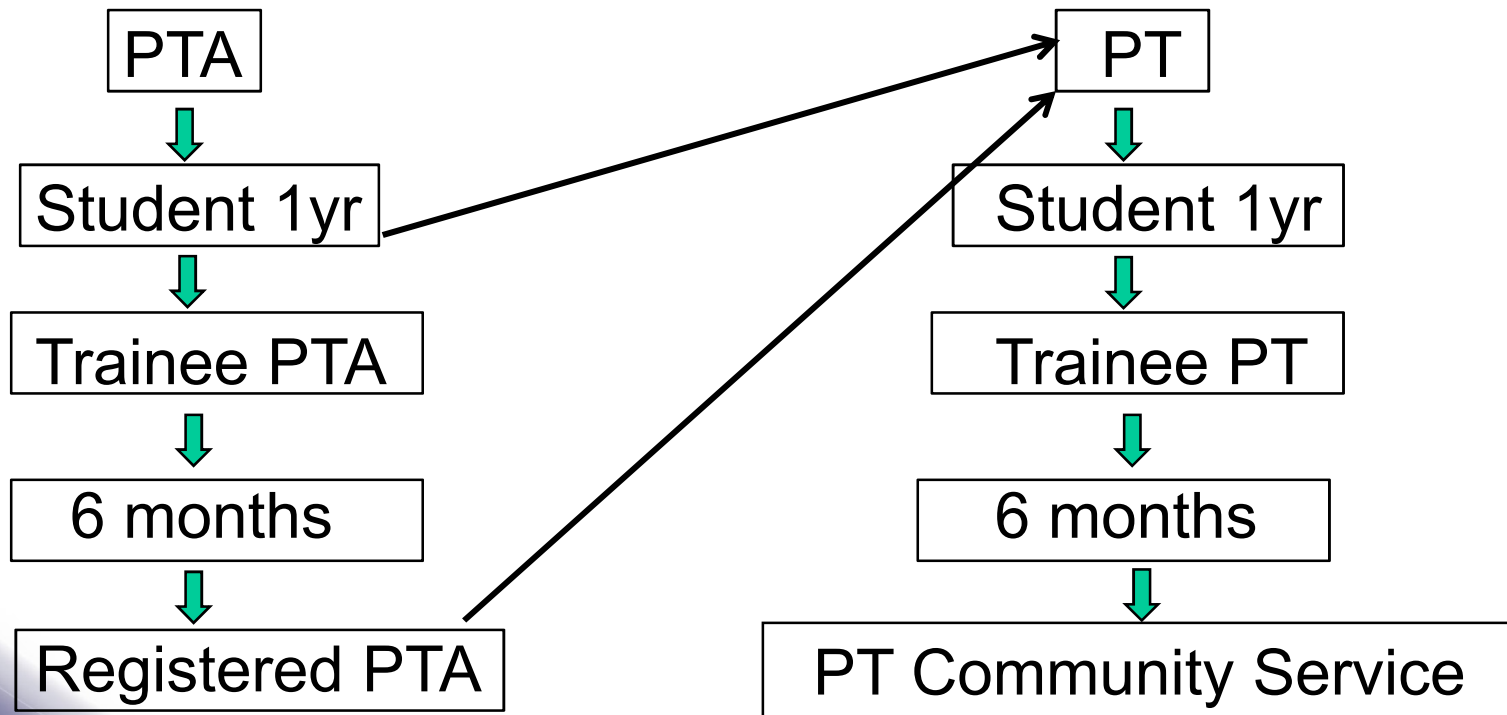 PTA
Student 1yr
Trainee PTA
6 months
Registered PTA
PT
Student 1yr
Trainee PT
6 months
PT Community Service